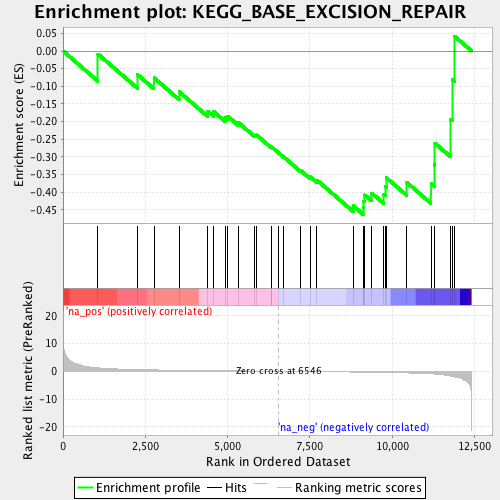 Enrichment plot: KEGG_BASE_EXCISION_REPAIR
Enrichment score (ES)
0.05
0.00
-0.05
-0.10
-0.15
-0.20
-0.25
-0.30
-0.35
-0.40
-0.45
'na_pos' (positively correlated)
Ranked list metric (PreRanked)
20
10
0
-10
-20
Zero cross at 6546
'na_neg' (negatively correlated)
0
2,500
5,000
7,500
10,000
12,500
Rank in Ordered Dataset
Enrichment profile
Hits
Ranking metric scores